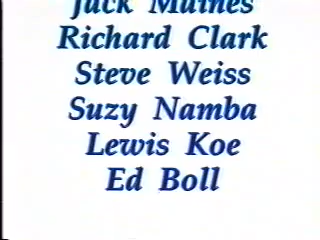 Jack Maines
Richard Clark
Steve Weiss
Suzy Namba
Lewis Koe
Ed Boll